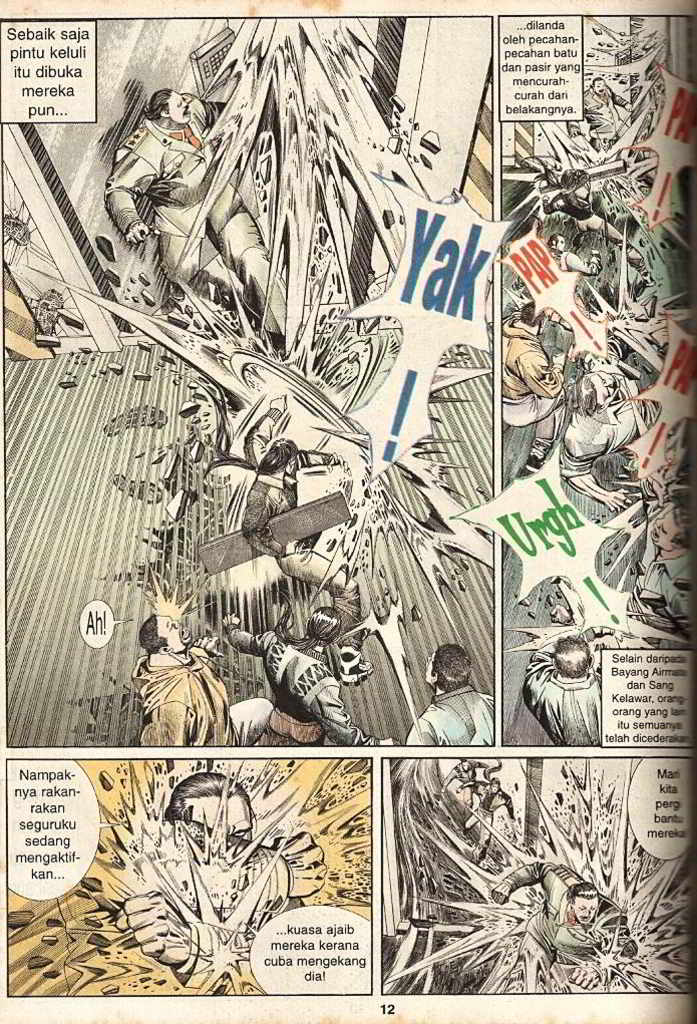 Sebaik saja
pintu keluli
itu dibuka
mereka
pun...
...dilanda
oleh pecahan-
pecahan batu
dan pasir yang
mencurah-
curah dari
belakangnya.
Yak
!
PAP
!
PAP
!
PAP
!
Urgh
!
Ah!
Selain daripada
Bayang Airmata
dan Sang
Kelawar, orang-
orang yang lain
itu semuanya
telah dicederakan
Nampak-
nya rakan-
rakan
seguruku
sedang
mengaktif-
kan...
...kuasa ajaib
mereka kerana
cuba mengekang
dia!
Mari
kita
pergi
bantu
mereka
12